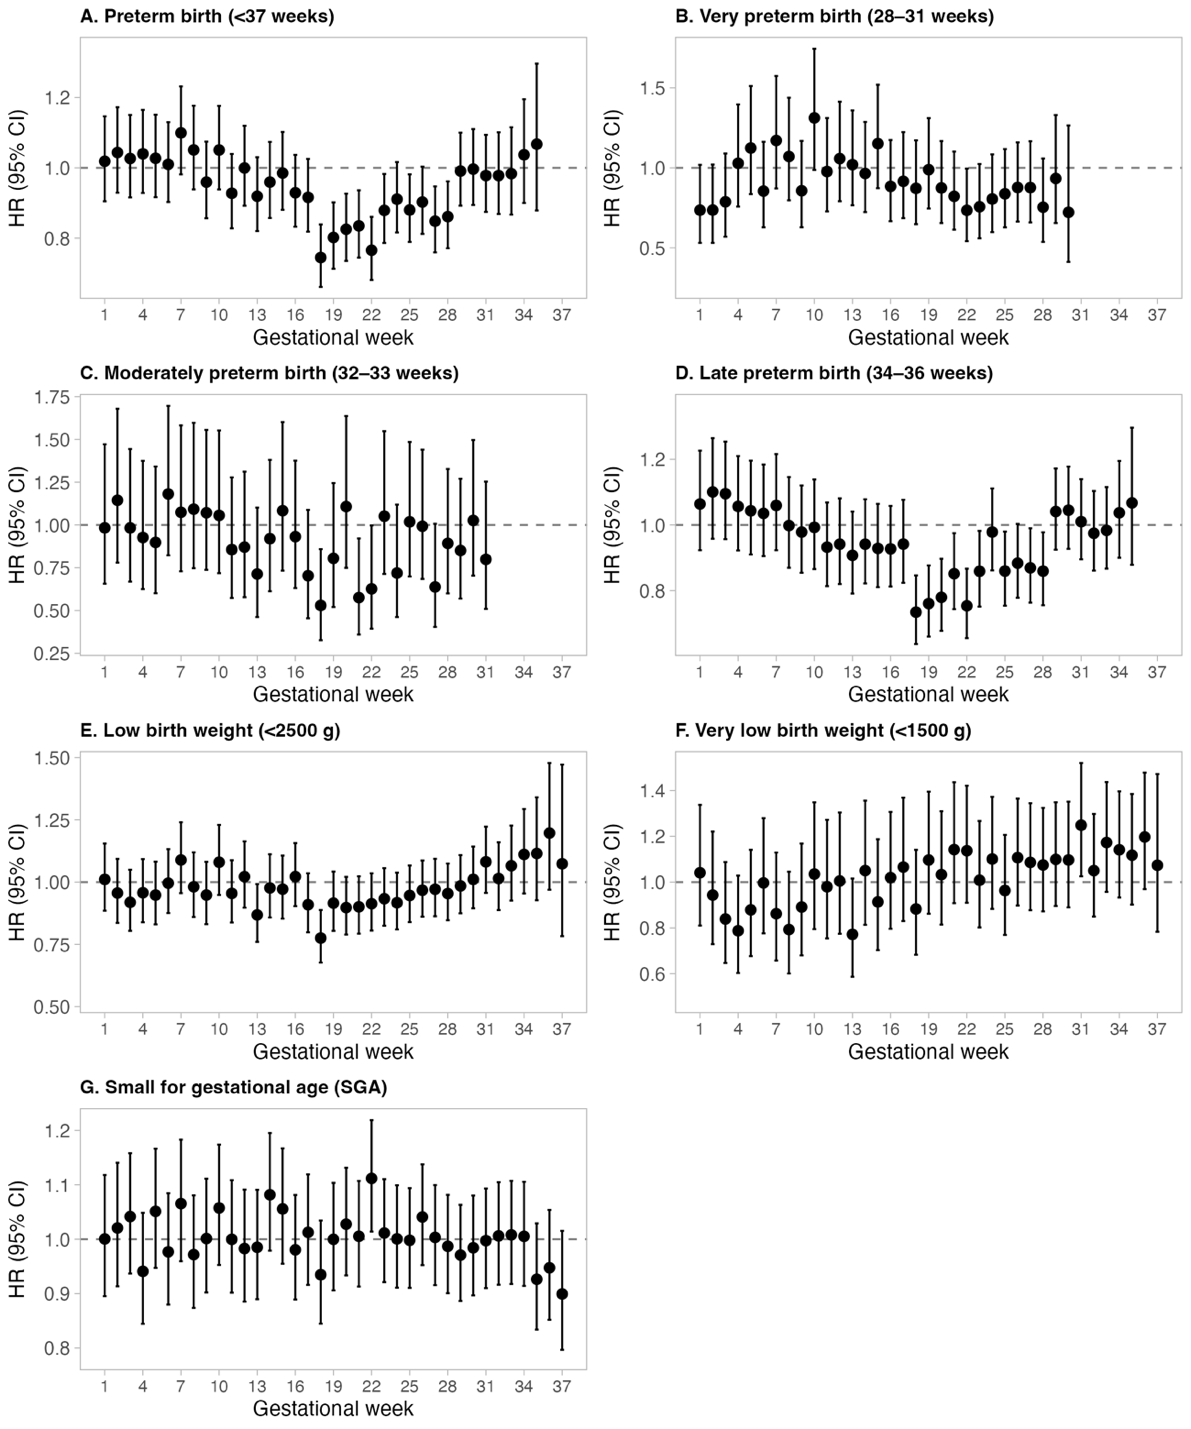 A. Preterm birth (<37 weeks)
HR (95% CI)
1.2
1.0
0.8
1 4 7 10 13 16 19 22 25 28 31 34 37
Gestational week
B. Very preterm birth (28–31 weeks)
HR (95% CI)
1.5
1.0
0.5
1 4 7 10 13 16 19 22 25 28 31 34 37
Gestational week
C. Moderately preterm birth (32–33 weeks)
HR (95% CI)
1.75
1.50
1.25
1.00
0.75
0.50
0.25
1 4 7 10 13 16 19 22 25 28 31 34 37
Gestational week
D. Late preterm birth (34–36 weeks)
HR (95% CI)
1.2
1.0
0.8
1 4 7 10 13 16 19 22 25 28 31 34 37
Gestational week
E. Low birth weight (<2500 g)
HR (95% CI)
1.50
1.25
1.00
0.75
0.50
1 4 7 10 13 16 19 22 25 28 31 34 37
Gestational week
F. Very low birth weight (<1500 g)
HR (95% CI)
1.4
1.2
1.0
0.8
0.6
1 4 7 10 13 16 19 22 25 28 31 34 37
Gestational week
G. Small for gestational age (SGA)
HR (95% CI)
1.2
1.1
1.0
0.9
0.8
1 4 7 10 13 16 19 22 25 28 31 34 37
Gestational week